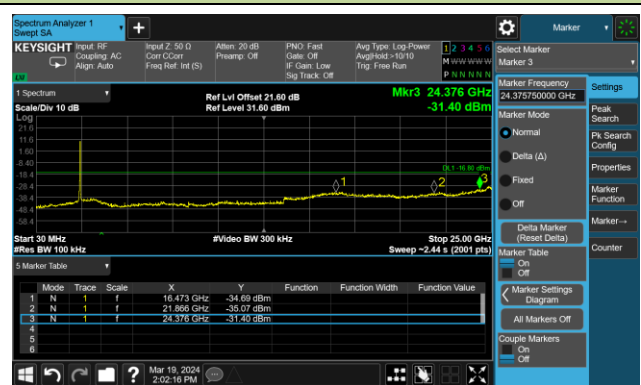 Spectrum Analyzer 1
Swept SA
Marker
KEYSIGHT
Input: RF
Coupling: AC
Align: Auto
Input Z: 50 Ω
Corr CCorr
Freq Ref: Int (S)
Atten: 20 dB
Preamp: Off
PNO: Fast
Gate: Off
IF Gain: Low
Sig Track: Off
Avg Type: Log-Power
Avg|Hold:>10/10
Trig: Free Run
1 2 3 4 5 6
M W W W W W
P N N N N N
Select Marker
Marker 3
1 Spectrum
Scale/Div 10 dB
Ref Lvl Offset 21.60 dB
Ref Level 31.60 dBm
Mkr3 24.376 GHz
-31.40 dBm
Log
21.6
11.6
1.60
-8.40
-18.4
-28.4
-38.4
-48.4
-58.4
DL1 -16.60 dBm
1
2
3
Start 30 MHz
#Res BW 100 kHz
#Video BW 300 kHz
Stop 25.00 GHz
Sweep ~2.44 s (2001 pts)
5 Marker Table
Mode Trace Scale X Y Function Function Width Function Value
1 N 1 f 16.473 GHz -34.69 dBm
2 N 1 f 21.866 GHz -35.07 dBm
3 N 1 f 24.376 GHz -31.40 dBm
4
5
6
Marker Frequency
24.375750000 GHz
Marker Mode
Normal
Delta (Δ)
Fixed
Off
Delta Marker
(Reset Delta)
Marker Table
On
Off
Marker Settings
Diagram
All Markers Off
Couple Markers
On
Off
Settings
Peak
Search
Pk Search
Config
Properties
Marker
Function
Marker→
Counter
Mar 19, 2024
2:02:16 PM